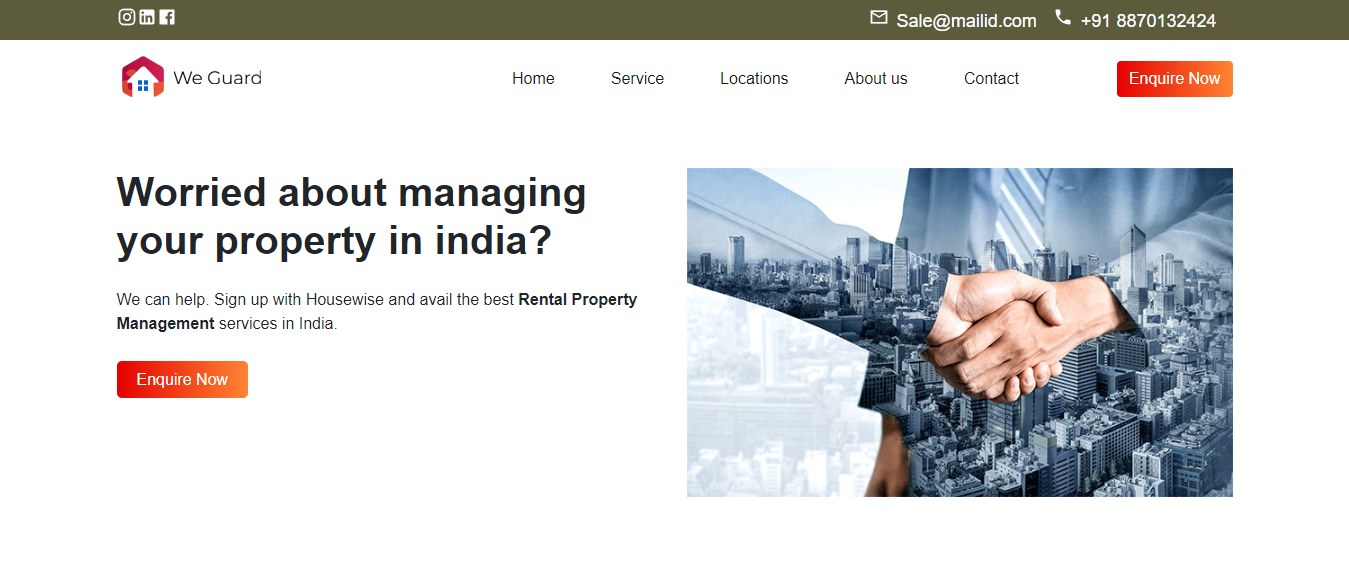 Sale@mailid.com +91 8870132424
We Guard Home Service Locations About us Contact Enquire Now
Worried about managing
your property in india?
We can help. Sign up with Housewise and avail the best Rental Property
Management services in India.
Enquire Now